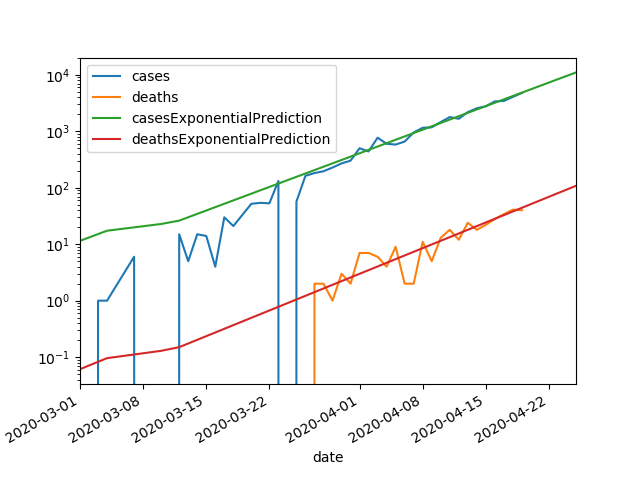 cases
deaths
casesExponentialPrediction
deathsExponentialPrediction
10^4
10^3
10^2
10^1
10^0
10^-1
2020-03-01
2020-03-08
2020-03-15
2020-03-22
2020-04-01
2020-04-08
2020-04-15
2020-04-22
date